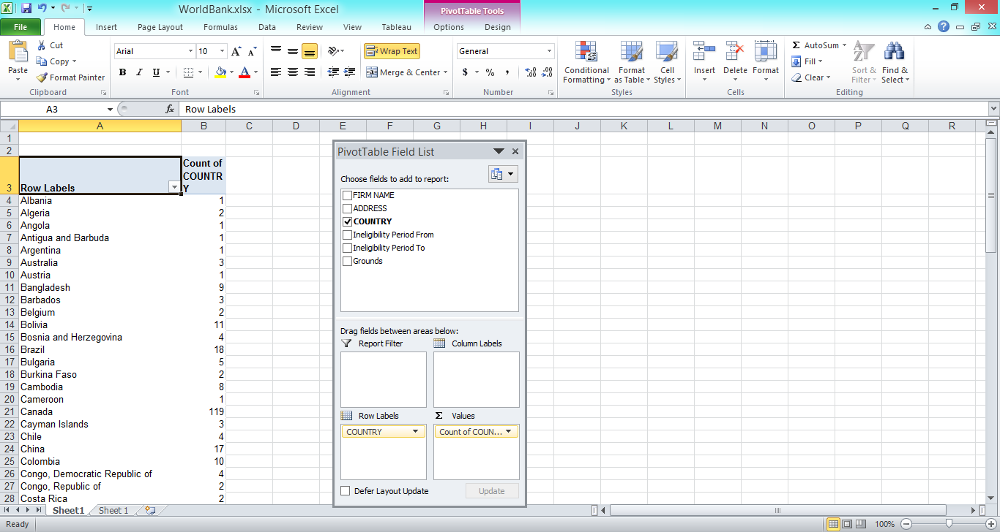 WorldBank.xlsx - Microsoft Excel
PivotTable Tools
File Home Insert Page Layout Formulas Data Review View Tableau Options Design
Paste
Cut
Copy
Format Painter
Clipboard
Arial 10
B I U
Font
Wrap Text
Merge & Center
Alignment
General
$ % ,
Number
Conditional Formatting
Format as Table
Cell Styles
Styles
Insert
Delete
Format
Cells
Σ AutoSum
Fill
Clear
Sort & Filter
Find & Select
Editing
A3 fx Row Labels
A B C D E F G H I J K L M N O P Q R
1
2
3 Row Labels Count of COUNTRY
4 Albania 1
5 Algeria 2
6 Angola 1
7 Antigua and Barbuda 1
8 Argentina 1
9 Australia 3
10 Austria 1
11 Bangladesh 9
12 Barbados 3
13 Belgium 2
14 Bolivia 11
15 Bosnia and Herzegovina 4
16 Brazil 18
17 Bulgaria 5
18 Burkina Faso 2
19 Cambodia 8
20 Cameroon 1
21 Canada 119
22 Cayman Islands 3
23 Chile 4
24 China 17
25 Colombia 10
26 Congo, Democratic Republic of 4
27 Congo, Republic of 2
28 Costa Rica 2
PivotTable Field List
Choose fields to add to report:
FIRM NAME
ADDRESS
COUNTRY
Ineligibility Period From
Ineligibility Period To
Grounds
Drag fields between areas below:
Report Filter
Column Labels
Row Labels
Σ Values
COUNTRY
Count of COUN...
Defer Layout Update
Update
Sheet1 Sheet 1
Ready
100%